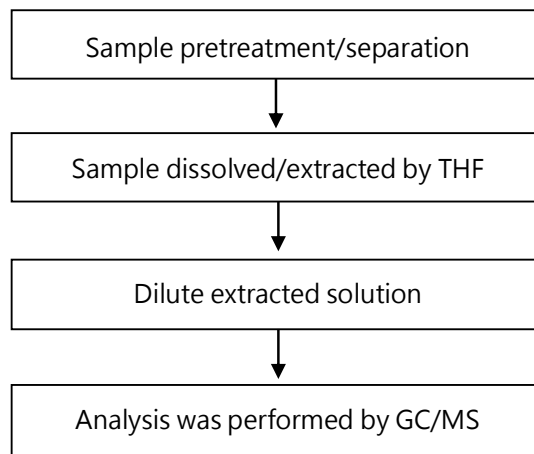 Sample pretreatment/separation
Sample dissolved/extracted by THF
Dilute extracted solution
Analysis was performed by GC/MS